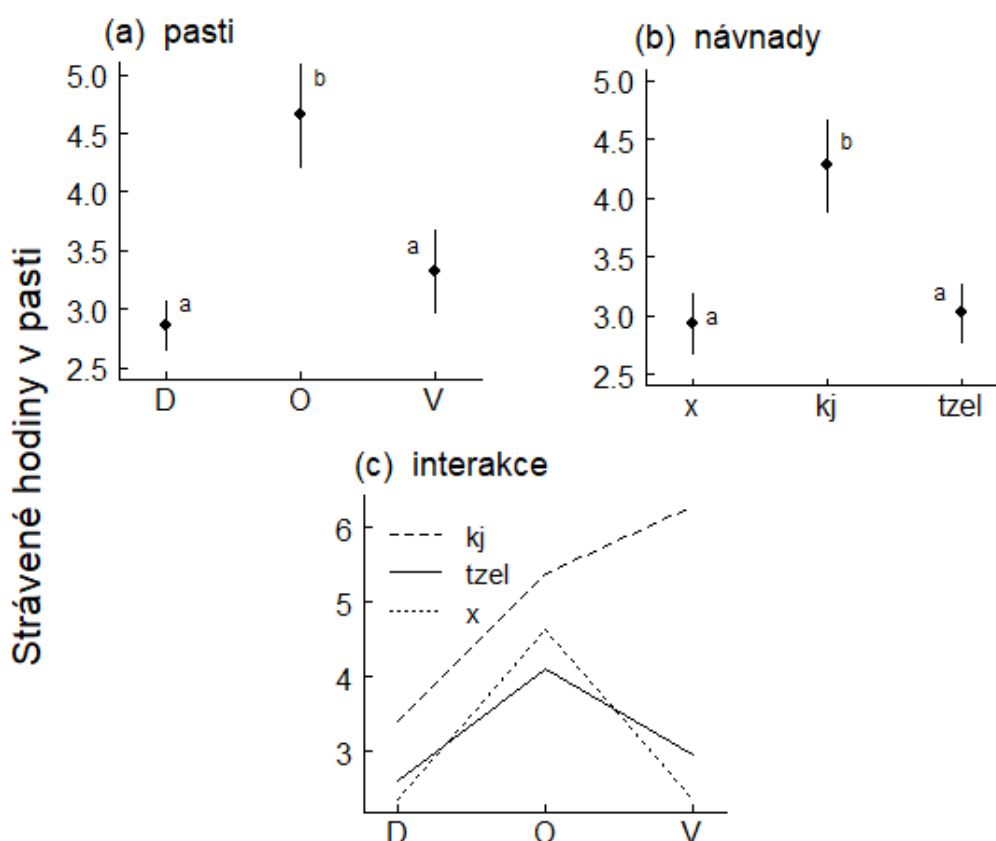 (a) pasti
5.0
4.5
4.0
3.5
3.0
2.5
b
a
a
D O V
(b) návnady
5.0
4.5
4.0
3.5
3.0
2.5
b
a
a
x kj tzel
Strávené hodiny v pasti
(c) interakce
6
5
4
3
kj
tzel
x
D O V